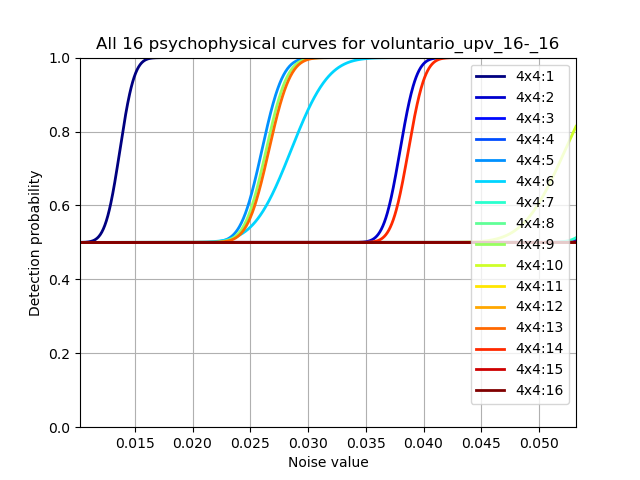 All 16 psychophysical curves for voluntario_upv_16-_16
Detection probability
1.0
0.8
0.6
0.4
0.2
0.0
0.015 0.020 0.025 0.030 0.035 0.040 0.045 0.050
Noise value
4x4:1
4x4:2
4x4:3
4x4:4
4x4:5
4x4:6
4x4:7
4x4:8
4x4:9
4x4:10
4x4:11
4x4:12
4x4:13
4x4:14
4x4:15
4x4:16